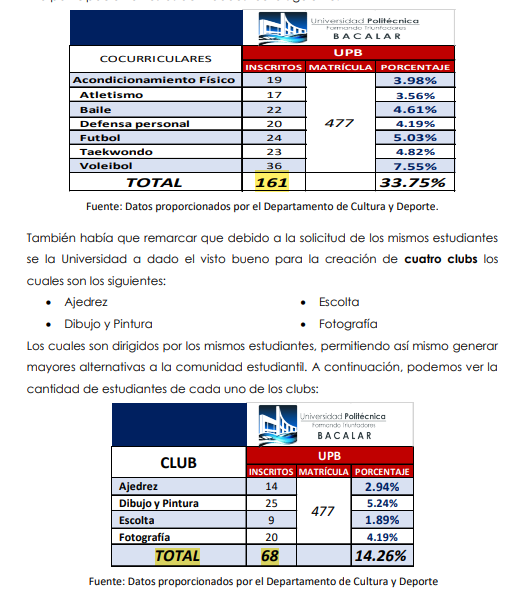 Universidad Politécnica
Formando Triunfadores
BACALAR
COCURRICULARES
UPB
INSCRITOS MATRÍCULA PORCENTAJE
Acondicionamiento Físico 19 3.98%
Atletismo 17 3.56%
Baile 22 4.61%
Defensa personal 20 477 4.19%
Futbol 24 5.03%
Taekwondo 23 4.82%
Voleibol 36 7.55%
TOTAL 161 33.75%
Fuente: Datos proporcionados por el Departamento de Cultura y Deporte.
También había que remarcar que debido a la solicitud de los mismos estudiantes
se la Universidad a dado el visto bueno para la creación de cuatro clubs los
cuales son los siguientes:
• Ajedrez
• Dibujo y Pintura
• Escolta
• Fotografía
Los cuales son dirigidos por los mismos estudiantes, permitiendo así mismo generar
mayores alternativas a la comunidad estudiantil. A continuación, podemos ver la
cantidad de estudiantes de cada uno de los clubs:
Universidad Politécnica
Formando Triunfadores
BACALAR
CLUB
UPB
INSCRITOS MATRÍCULA PORCENTAJE
Ajedrez 14 2.94%
Dibujo y Pintura 25 477 5.24%
Escolta 9 1.89%
Fotografía 20 4.19%
TOTAL 68 14.26%
Fuente: Datos proporcionados por el Departamento de Cultura y Deporte